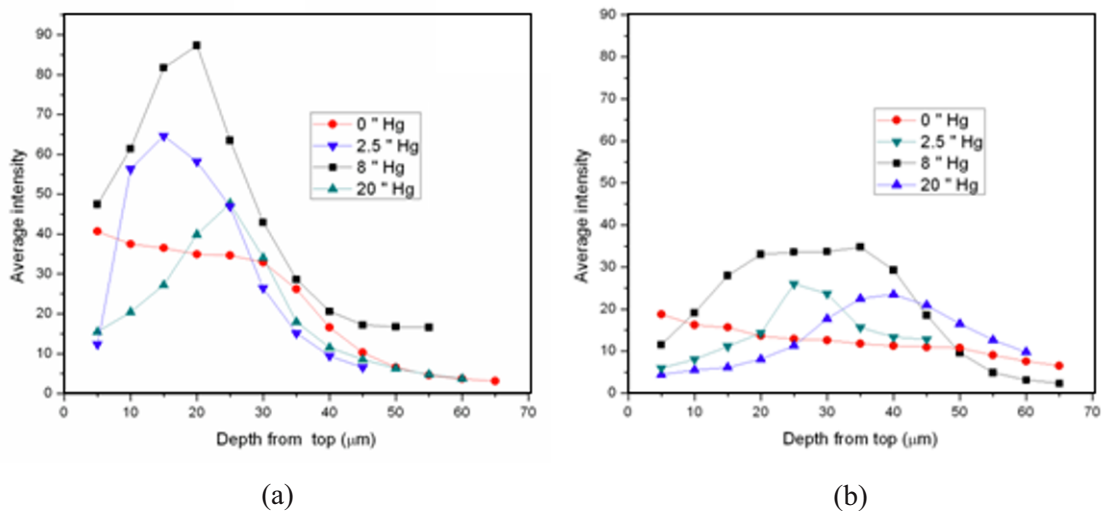 90
80
70
60
50
40
30
20
10
0
Average intensity
0 " Hg
2.5 " Hg
8 " Hg
20 " Hg
0 10 20 30 40 50 60 70
Depth from top (μm)
(a)
90
80
70
60
50
40
30
20
10
0
Average intensity
0 " Hg
2.5 " Hg
8 " Hg
20 " Hg
0 10 20 30 40 50 60 70
Depth from top (μm)
(b)